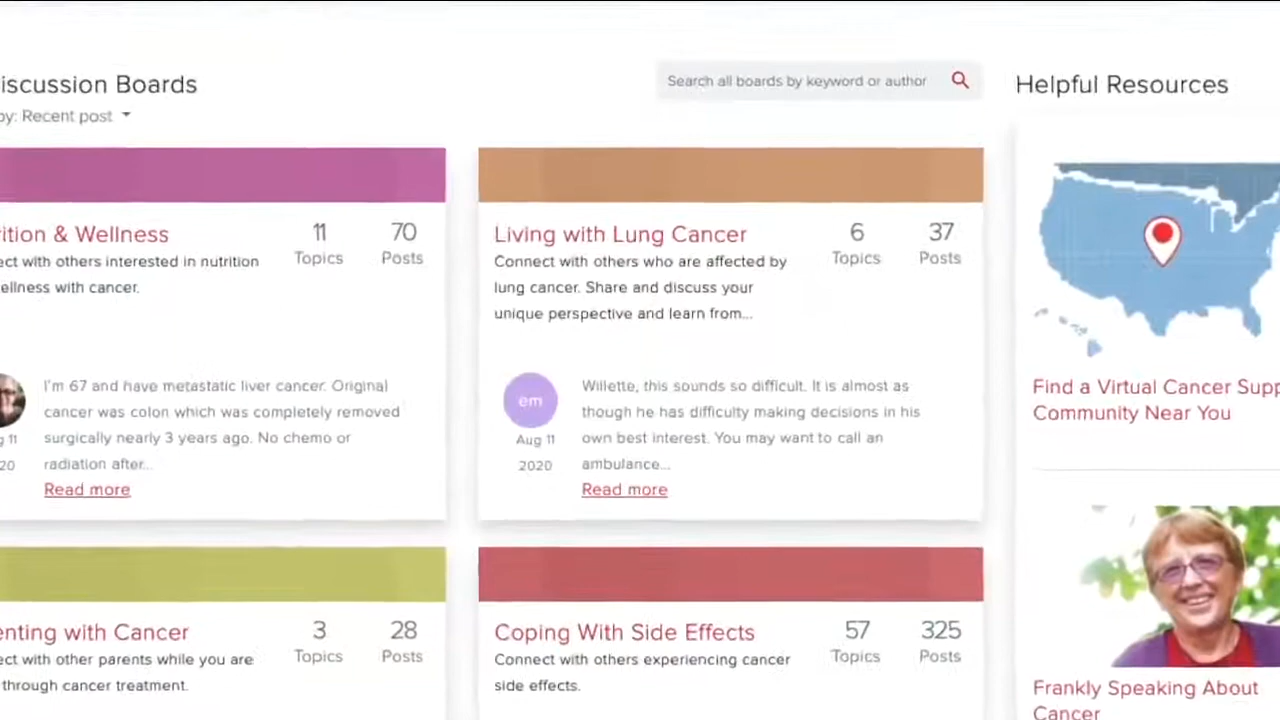 iscussion Boards
by: Recent post
Search all boards by keyword or author
Helpful Resources
ition & Wellness
11
Topics
70
Posts
ect with others interested in nutrition
ellness with cancer.
I'm 67 and have metastatic liver cancer. Original
cancer was colon which was completely removed
surgically nearly 3 years ago. No chemo or
radiation after...
g 11
20
Read more
Living with Lung Cancer
6
Topics
37
Posts
Connect with others who are affected by
lung cancer. Share and discuss your
unique perspective and learn from...
em
Aug 11
2020
Willette, this sounds so difficult. It is almost as
though he has difficulty making decisions in his
own best interest. You may want to call an
ambulance...
Read more
enting with Cancer
3
Topics
28
Posts
ect with other parents while you are
through cancer treatment.
Coping With Side Effects
57
Topics
325
Posts
Connect with others experiencing cancer
side effects.
Find a Virtual Cancer Supp
Community Near You
Frankly Speaking About
Cancer